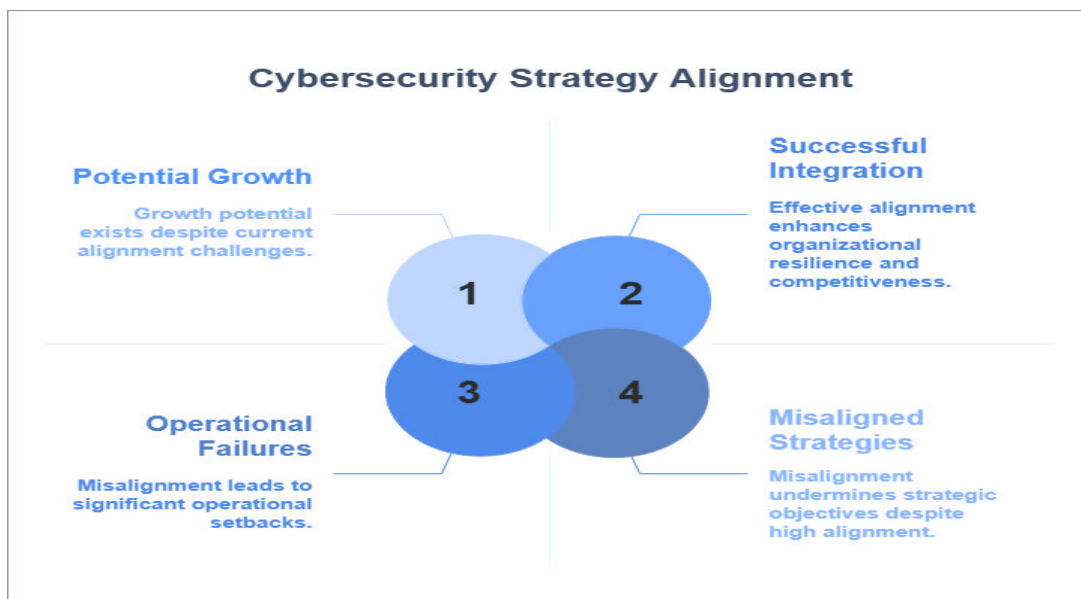 Cybersecurity Strategy Alignment
Potential Growth
Growth potential
exists despite current
alignment challenges.
Successful
Integration
Effective alignment
enhances
organizational
resilience and
competitiveness.
1
2
3
4
Operational
Failures
Misalignment leads to
significant operational
setbacks.
Misaligned
Strategies
Misalignment
undermines strategic
objectives despite
high alignment.